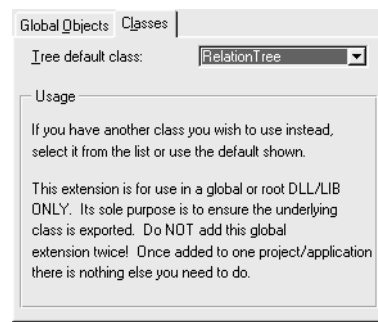 Global Objects Classes
Tree default class: RelationTree
Usage
If you have another class you wish to use instead,
select it from the list or use the default shown.
This extension is for use in a global or root DLL/LIB
ONLY. Its sole purpose is to ensure the underlying
class is exported. Do NOT add this global
extension twice! Once added to one project/application
there is nothing else you need to do.